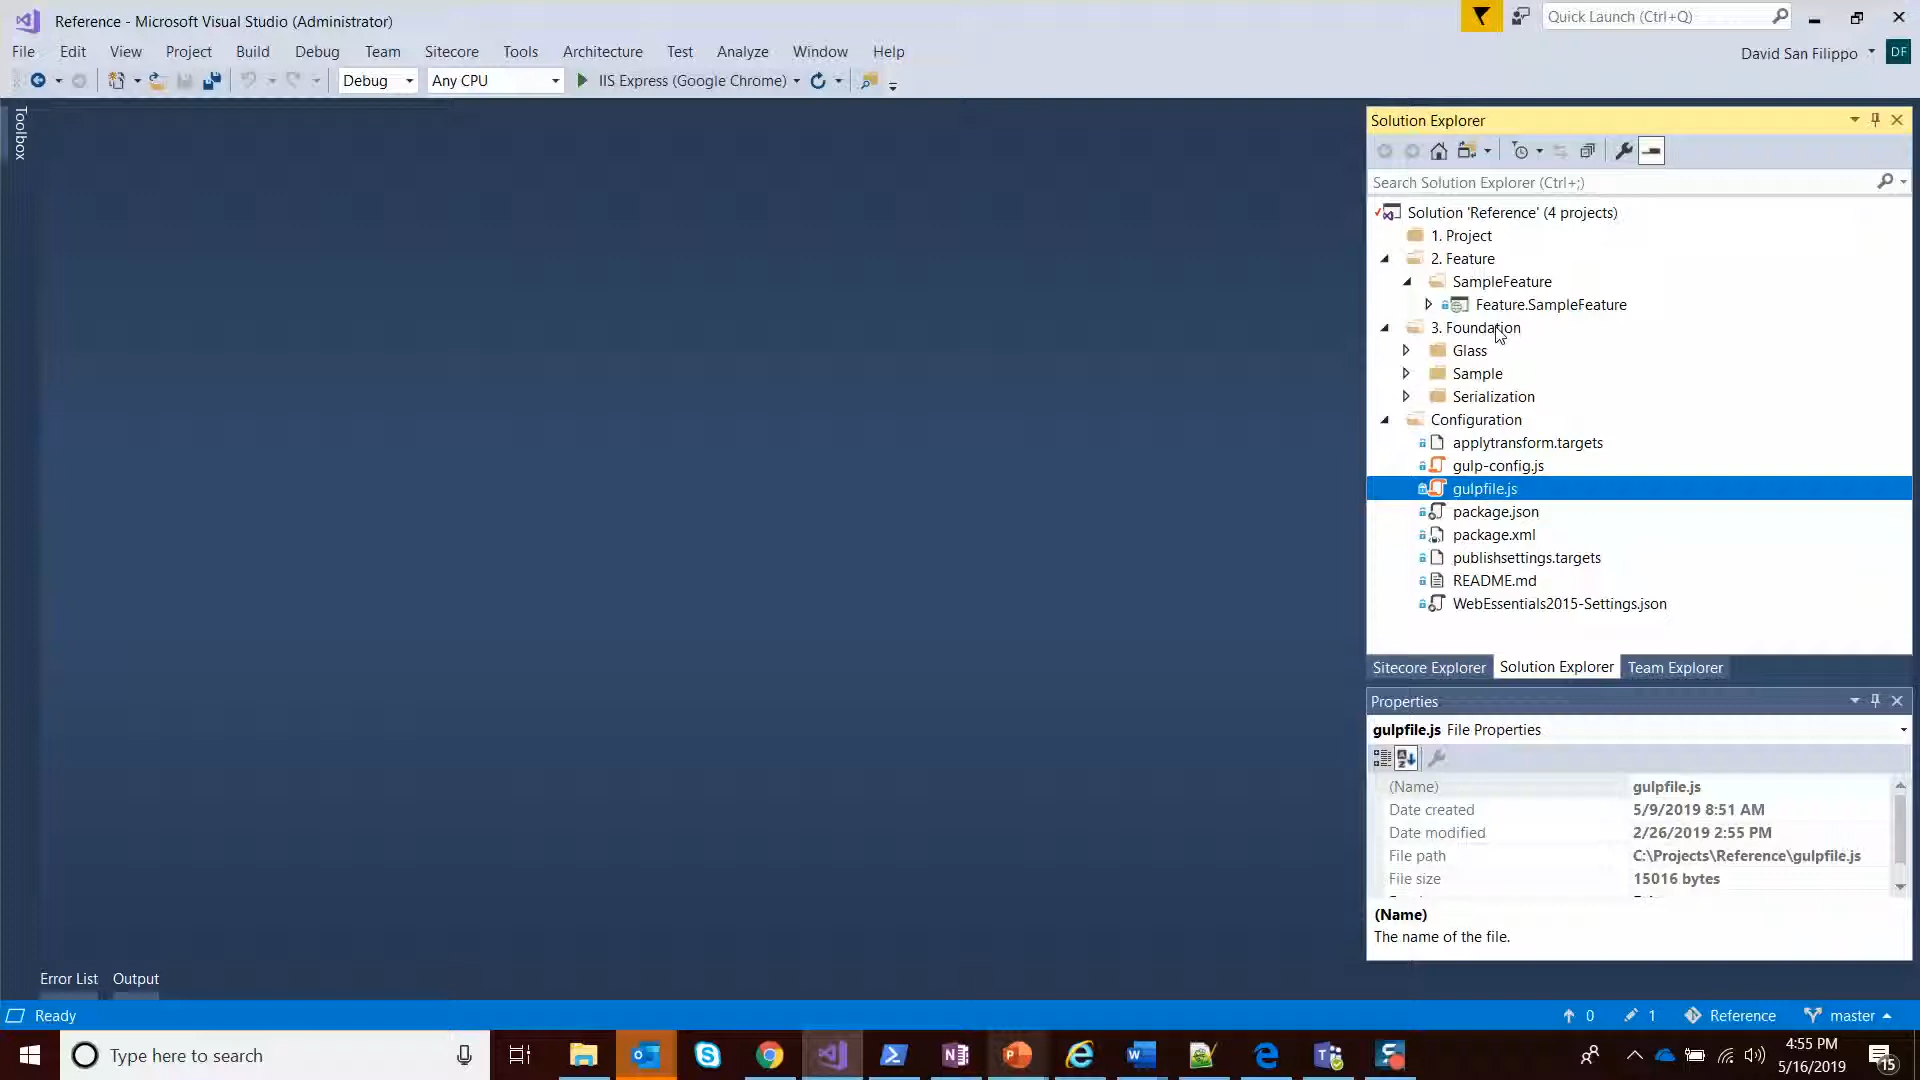 Reference - Microsoft Visual Studio (Administrator)
Quick Launch (Ctrl+Q)
File Edit View Project Build Debug Team Sitecore Tools Architecture Test Analyze Window Help
David San Filippo DF
Debug Any CPU IIS Express (Google Chrome)
Toolbox
Solution Explorer
Search Solution Explorer (Ctrl+;)
Solution 'Reference' (4 projects)
1. Project
2. Feature
SampleFeature
Feature.SampleFeature
3. Foundation
Glass
Sample
Serialization
Configuration
applytransform.targets
gulp-config.js
gulpfile.js
package.json
package.xml
publishsettings.targets
README.md
WebEssentials2015-Settings.json
Sitecore Explorer Solution Explorer Team Explorer
Properties
gulpfile.js File Properties
(Name) gulpfile.js
Date created 5/9/2019 8:51 AM
Date modified 2/26/2019 2:55 PM
File path C:\Projects\Reference\gulpfile.js
File size 15016 bytes
(Name)
The name of the file.
Error List Output
Ready 0 1 Reference master
Type here to search
4:55 PM
5/16/2019
15